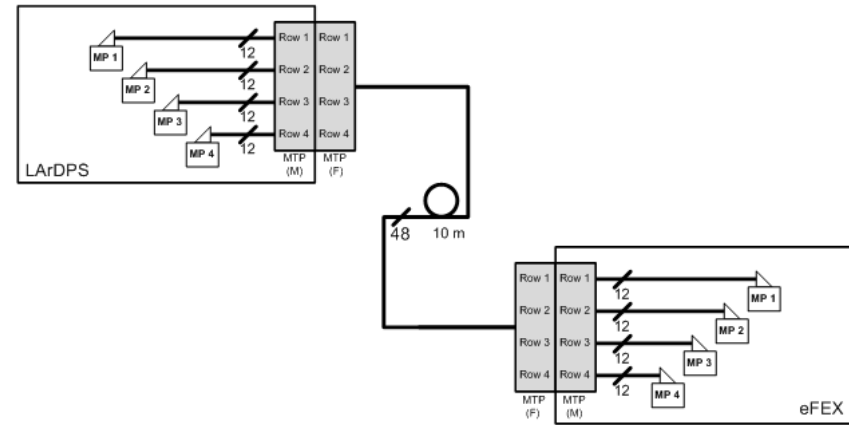 Row 1 Row 1
MP 1
12
Row 2 Row 2
MP 2
12
Row 3 Row 3
MP 3
12
Row 4 Row 4
MP 4
12
MTP MTP
(M) (F)
LArDPS
48 10 m
Row 1 Row 1
12
MP 1
Row 2 Row 2
12
MP 2
Row 3 Row 3
12
MP 3
Row 4 Row 4
12
MP 4
MTP MTP
(F) (M)
eFEX